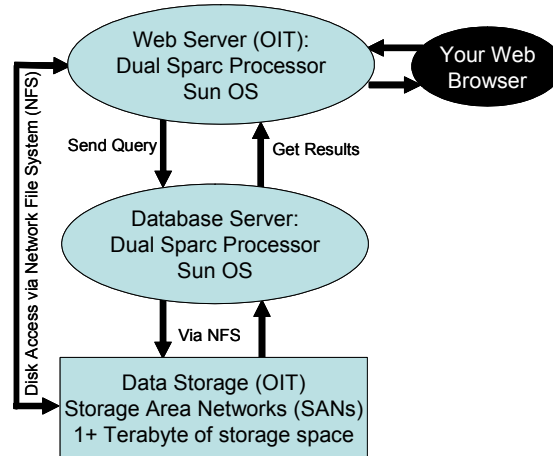 Web Server (OIT):
Dual Sparc Processor
Sun OS
Your Web
Browser
Disk Access via Network File System (NFS)
Send Query
Get Results
Database Server:
Dual Sparc Processor
Sun OS
Via NFS
Data Storage (OIT)
Storage Area Networks (SANs)
1+ Terabyte of storage space